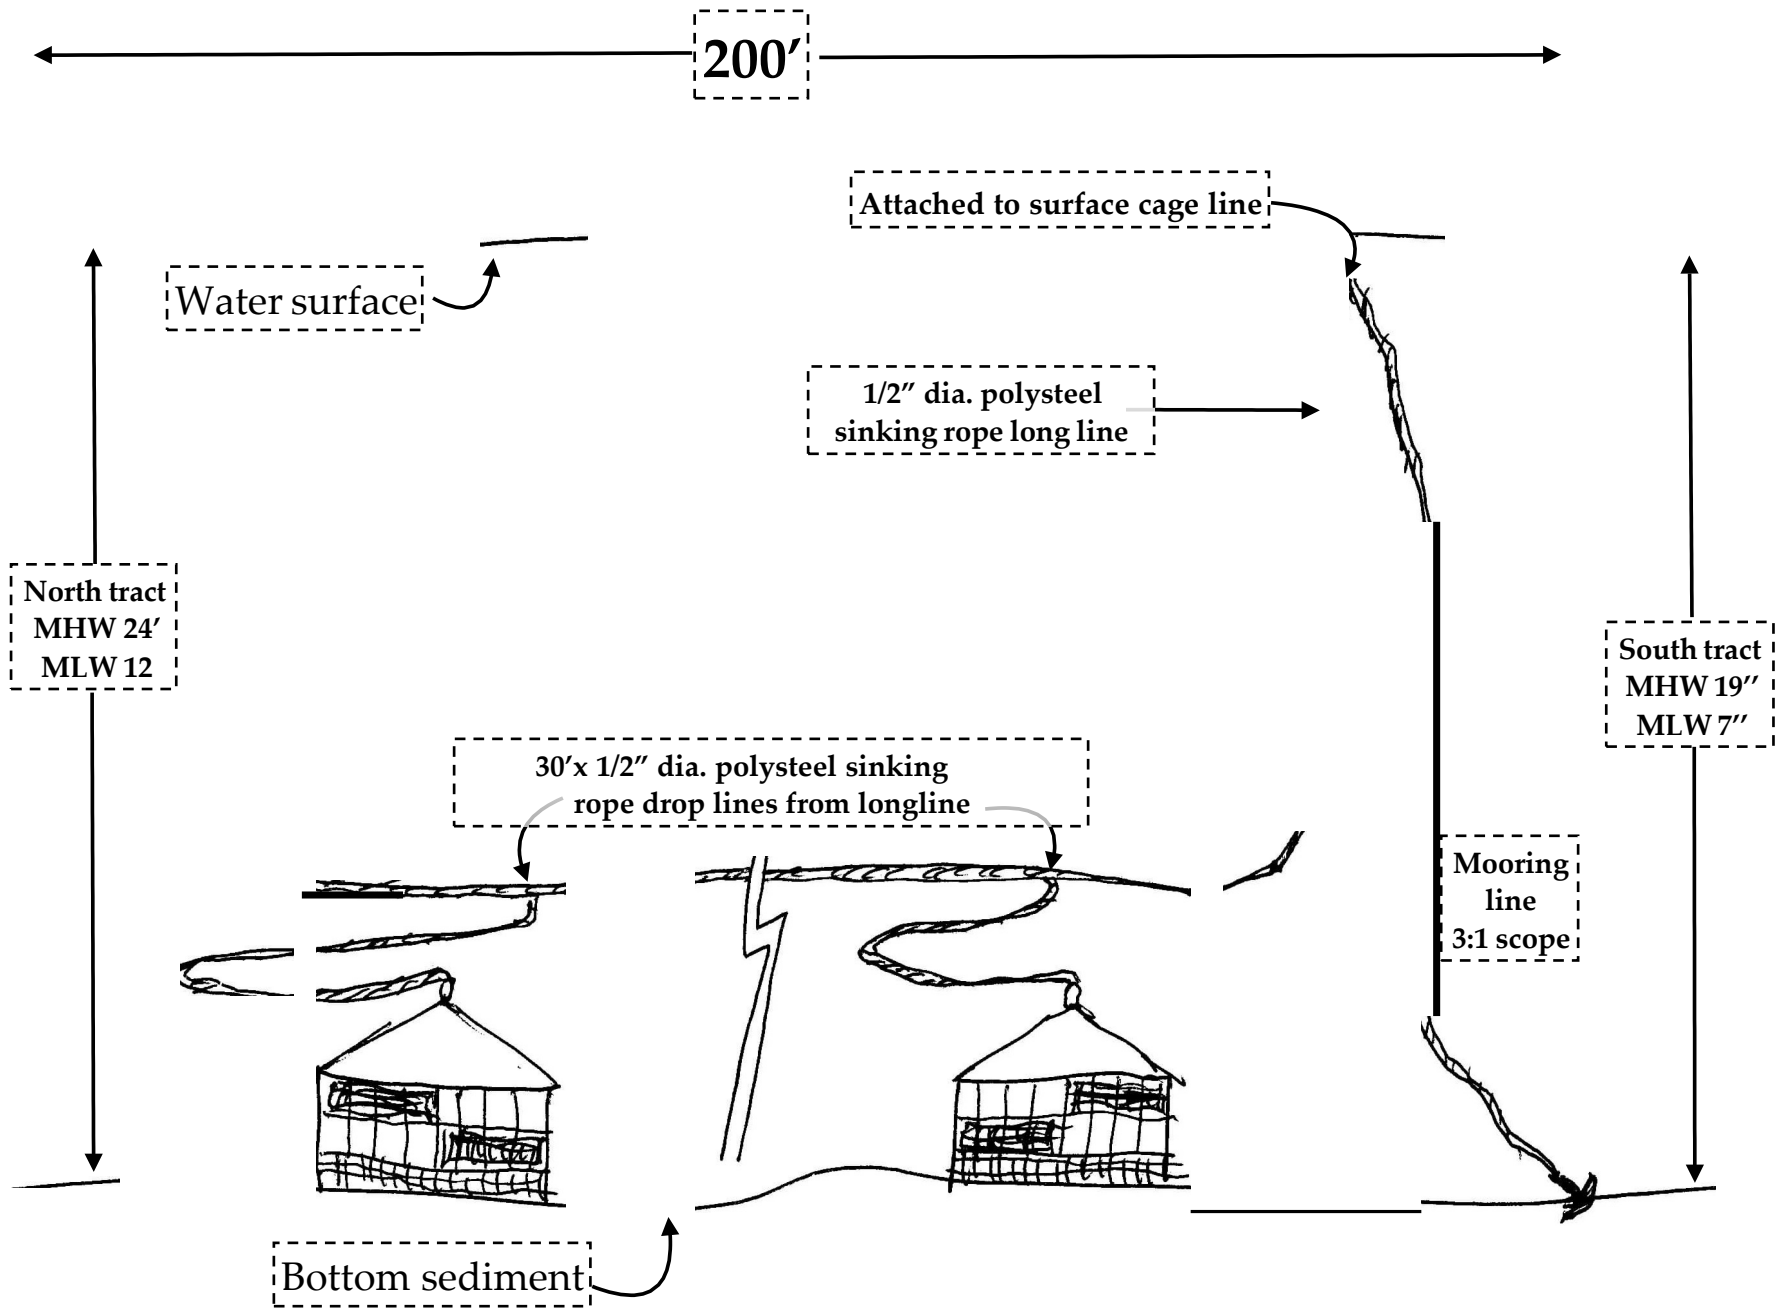 200′
Attached to surface cage line
Water surface
1/2″ dia. polysteel
sinking rope long line
North tract
MHW 24′
MLW 12
South tract
MHW 19′′
MLW 7′′
30′x 1/2″ dia. polysteel sinking
rope drop lines from longline
Mooring
line
3:1 scope
Bottom sediment